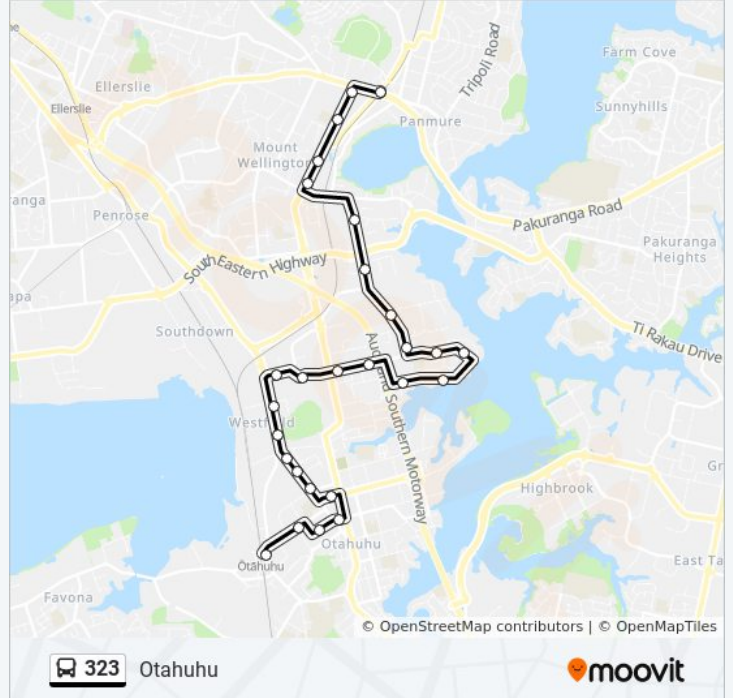 Farm Cove
Tripoli Road
Ellerslie
Ellerslie
Sunnyhills
Panmure
Mount
Wellington
Penrose
Pakuranga Road
Pakuranga
Heights
South Eastern Highway
Southdown
Ti Rakau Drive
Auckland Southern Motorway
Westfield
Highbrook
Otahuhu
Ōtāhuhu
East Ta
Favona
© OpenStreetMap contributors | © OpenMapTiles
323 Otahuhu
moovit